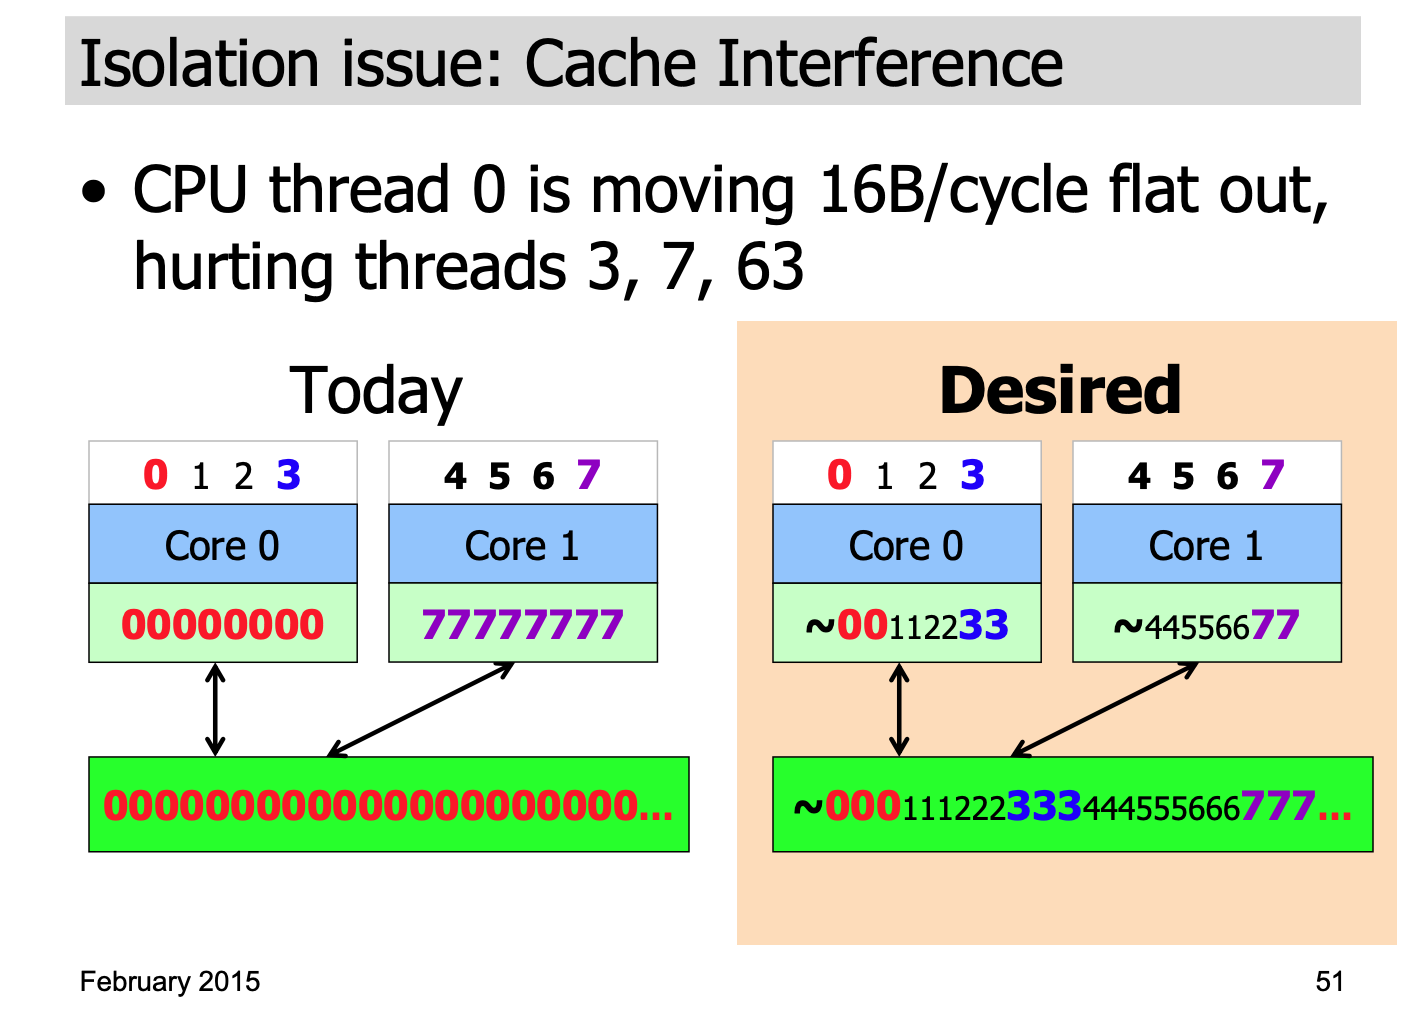 Isolation issue: Cache Interference
• CPU thread 0 is moving 16B/cycle flat out,
hurting threads 3, 7, 63
Today
0 1 2 3
4 5 6 7
Core 0
Core 1
00000000
77777777
000000000000000000000...
Desired
0 1 2 3
4 5 6 7
Core 0
Core 1
~00112233
~44556677
~000111222333444555666777...
February 2015
51